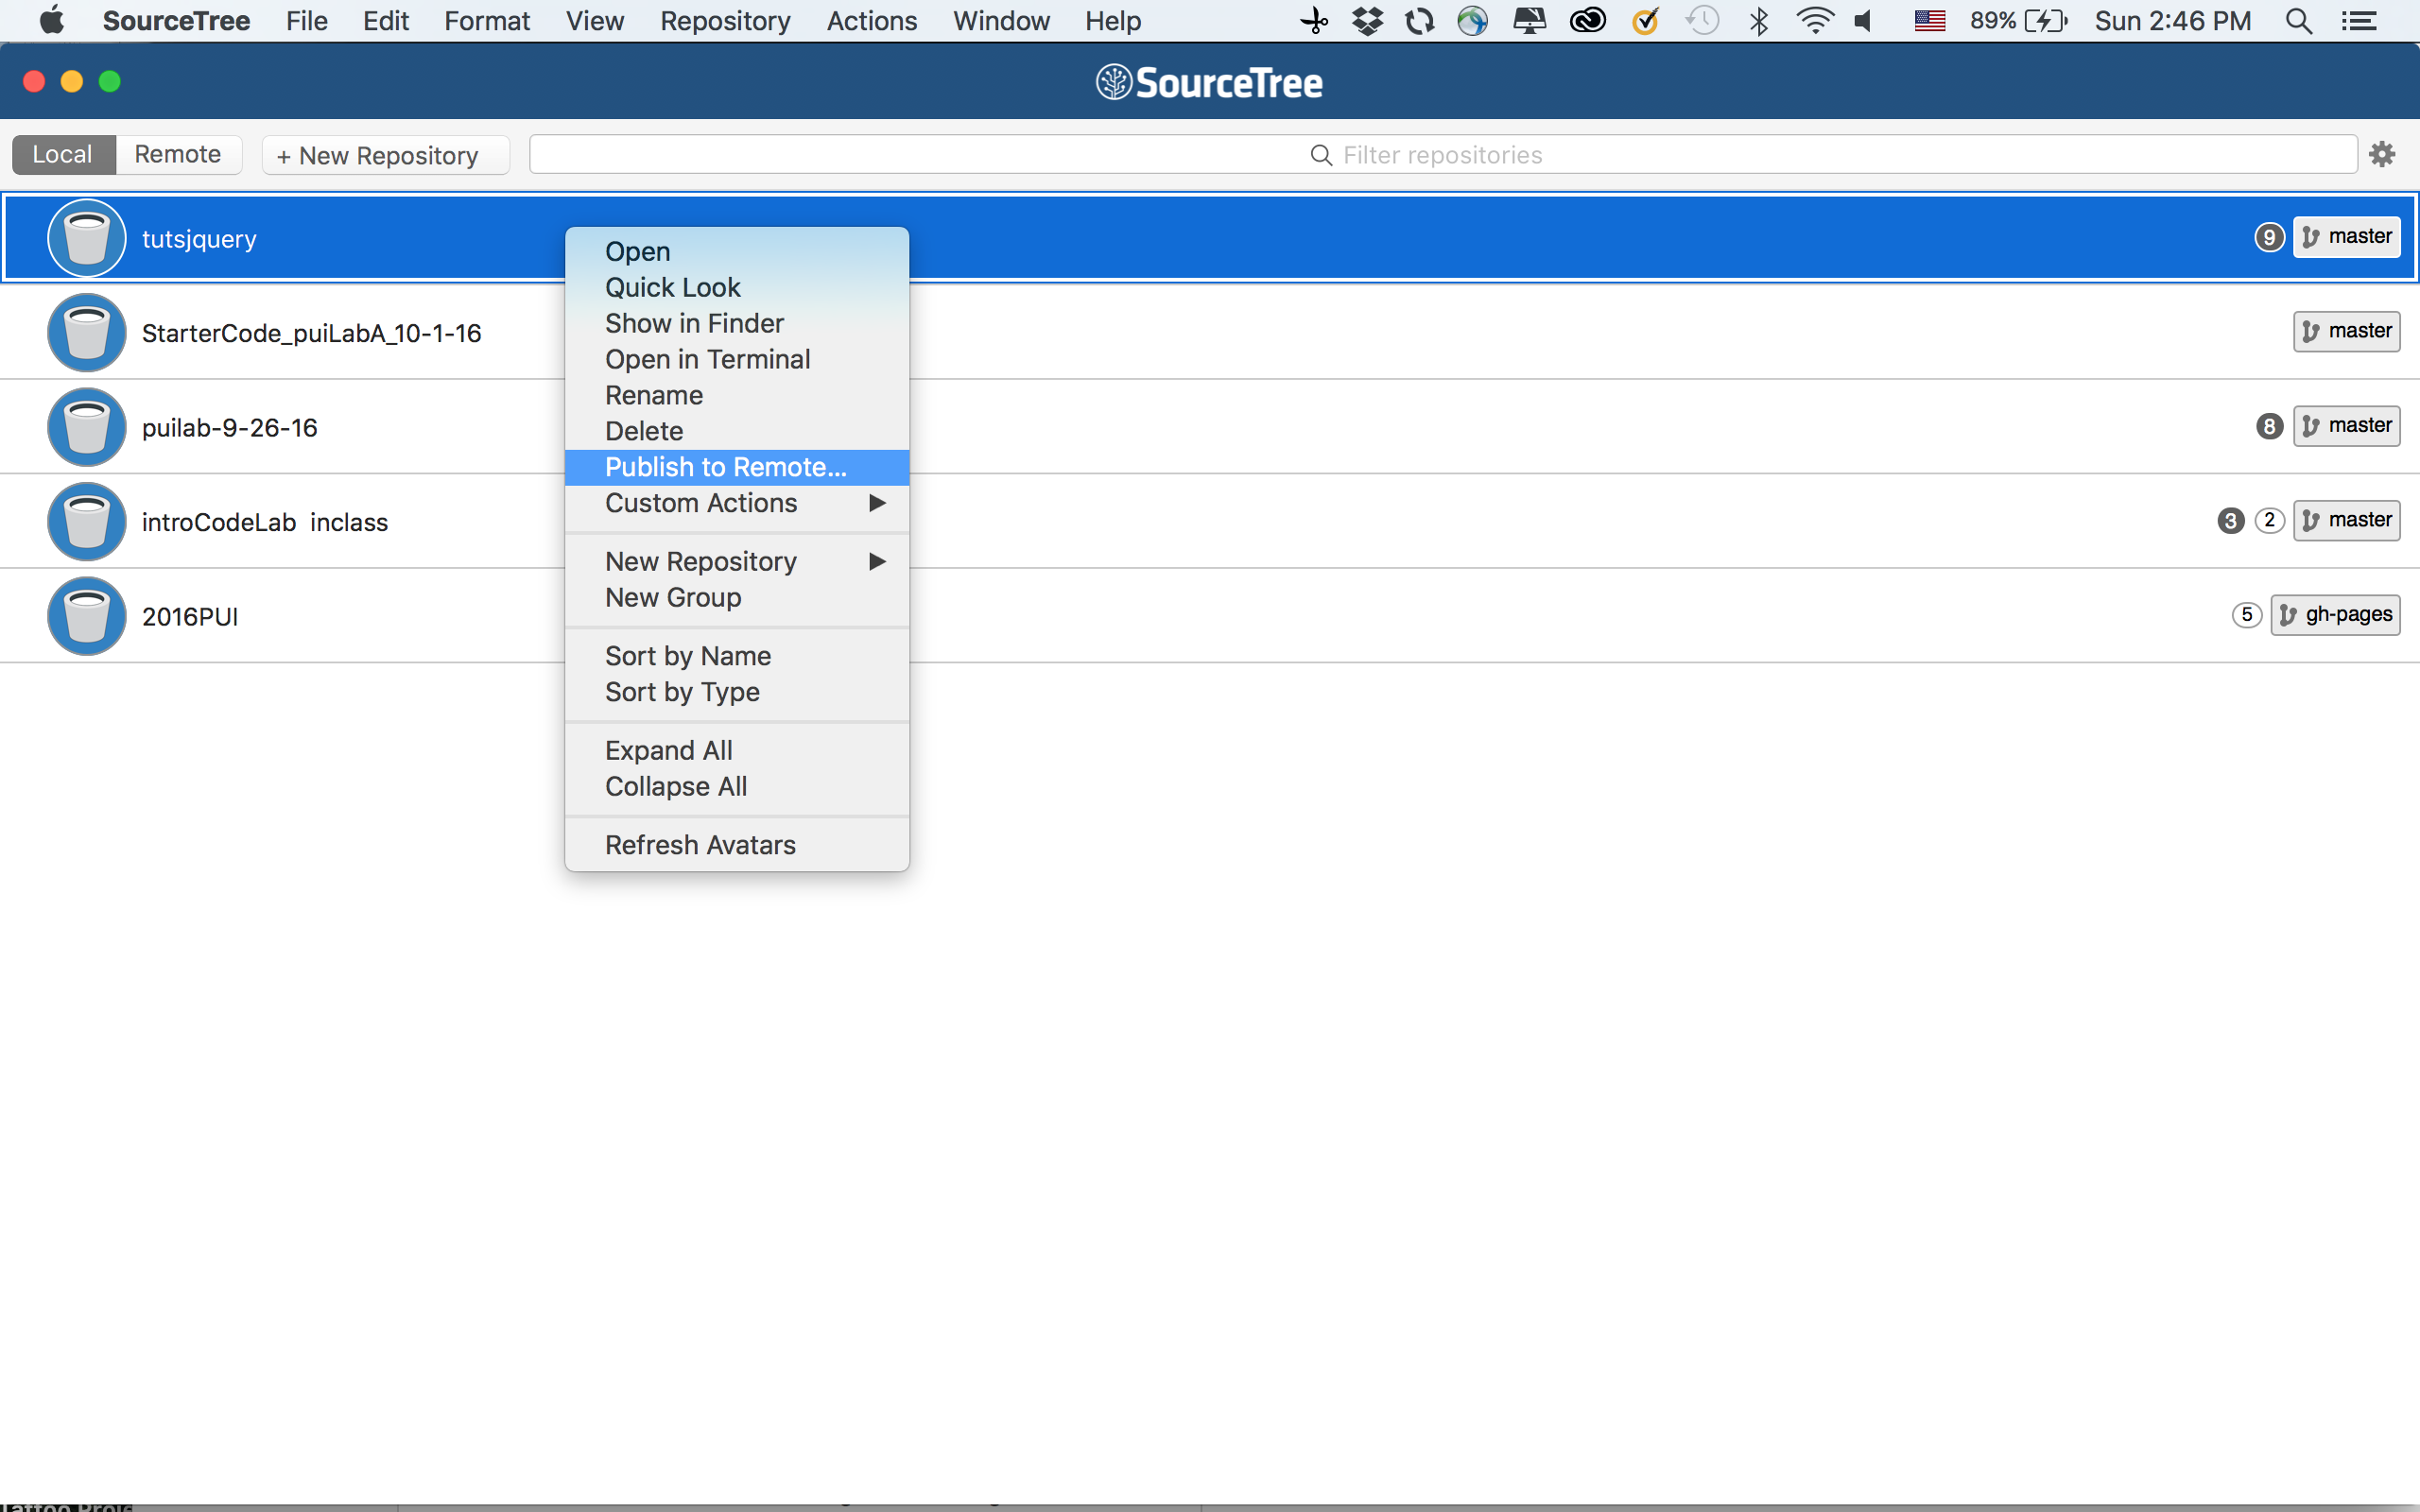 SourceTree File Edit Format View Repository Actions Window Help 89% Sun 2:46 PM
SourceTree
Local Remote + New Repository Filter repositories
tutsjquery 9 master
StarterCode_puiLabA_10-1-16 master
puilab-9-26-16 8 master
introCodeLab inclass 3 2 master
2016PUI 5 gh-pages
Open
Quick Look
Show in Finder
Open in Terminal
Rename
Delete
Publish to Remote...
Custom Actions
New Repository
New Group
Sort by Name
Sort by Type
Expand All
Collapse All
Refresh Avatars